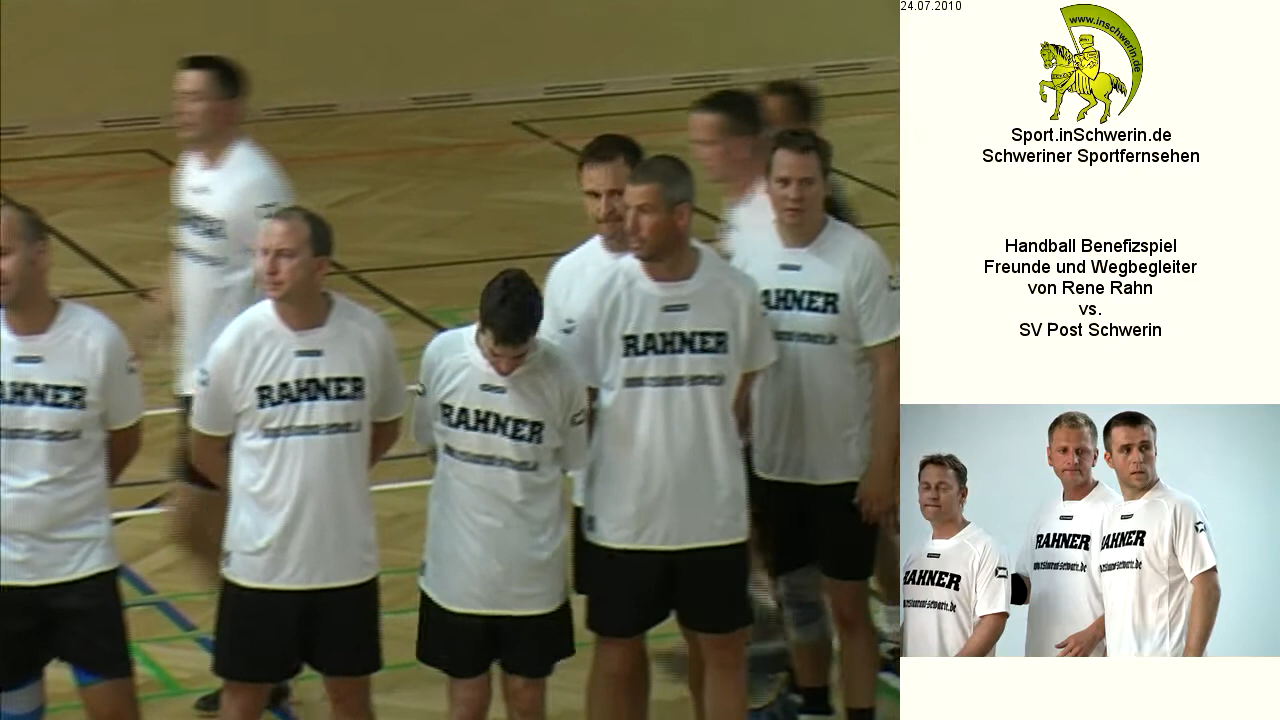 24.07.2010
www.inschwerin.de
Sport.inSchwerin.de
Schweriner Sportfernsehen
Handball Benefizspiel
Freunde und Wegbegleiter
von Rene Rahn
vs.
SV Post Schwerin
RAHNER
RAHNER
RAHNER
RAHNER
RAHNER
RAHNER
RAHNER
RAHNER